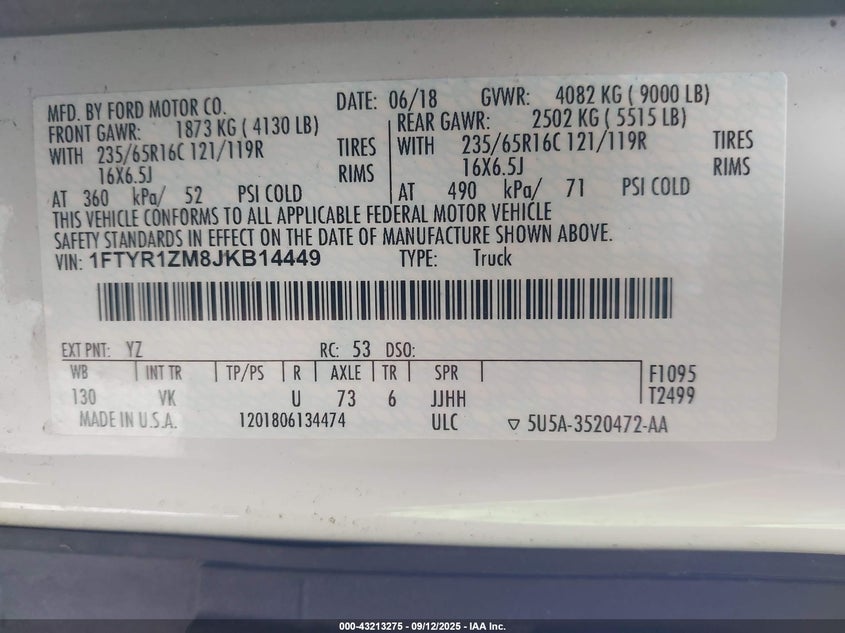 MFD. BY FORD MOTOR CO. DATE: 06/18 GVWR: 4082 KG ( 9000 LB)
FRONT GAWR: 1873 KG ( 4130 LB) REAR GAWR: 2502 KG ( 5515 LB)
WITH 235/65R16C 121/119R TIRES WITH 235/65R16C 121/119R TIRES
16X6.5J RIMS 16X6.5J RIMS
AT 360 kPa/ 52 PSI COLD AT 490 kPa/ 71 PSI COLD
THIS VEHICLE CONFORMS TO ALL APPLICABLE FEDERAL MOTOR VEHICLE
SAFETY STANDARDS IN EFFECT ON THE DATE OF MANUFACTURE SHOWN ABOVE.
VIN: 1FTYR1ZM8JKB14449 TYPE: Truck
EXT PNT: YZ RC: 53 DSO:
WB INT TR TP/PS R AXLE TR SPR F1095
130 VK U 73 6 JJHH T2499
MADE IN U.S.A. 1201806134474 ULC 5U5A-3520472-AA
000-43213275 - 09/12/2025 - IAA Inc.